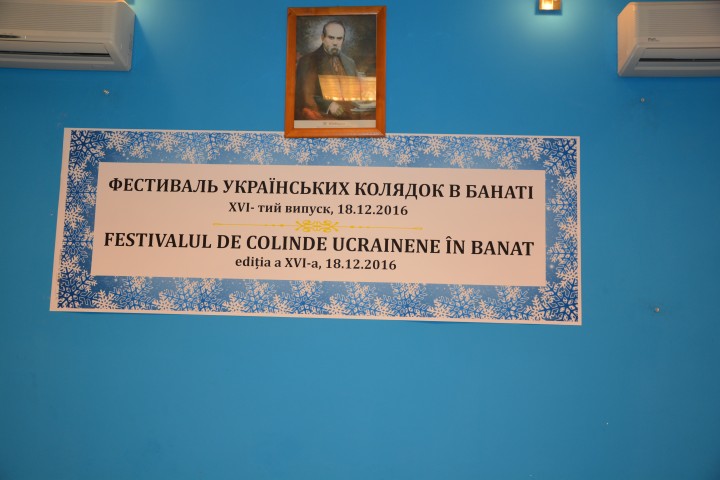 ФЕСТИВАЛЬ УКРАЇНСЬКИХ КОЛЯДОК В БАНАТІ
XVI- тий випуск, 18.12.2016
FESTIVALUL DE COLINDE UCRAINENE ÎN BANAT
ediția a XVI-a, 18.12.2016